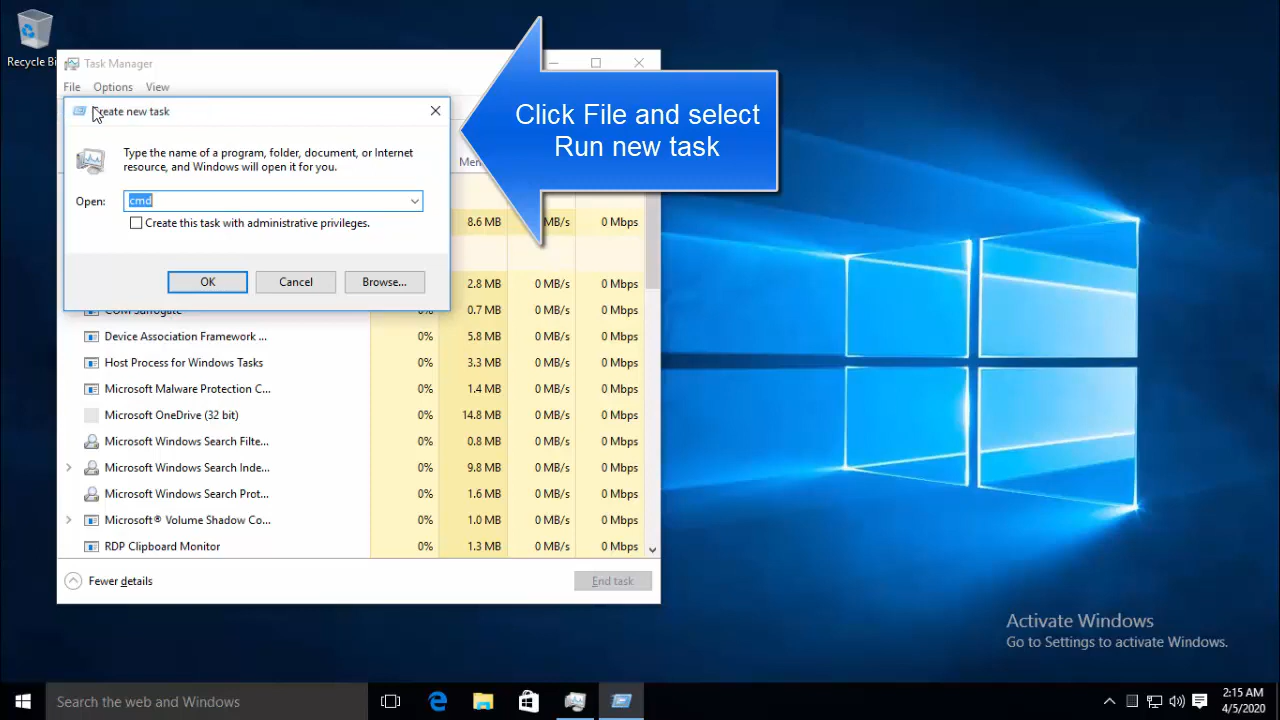 Recycle Bi
Task Manager
File Options View
Create new task
Click File and select
Run new task
Type the name of a program, folder, document, or Internet
resource, and Windows will open it for you.
Open: cmd
Create this task with administrative privileges.
OK Cancel Browse...
8.6 MB MB/s 0 Mbps
2.8 MB 0 MB/s 0 Mbps
COM Surrogate 0% 0.7 MB 0 MB/s 0 Mbps
Device Association Framework ... 0% 5.8 MB 0 MB/s 0 Mbps
Host Process for Windows Tasks 0% 3.3 MB 0 MB/s 0 Mbps
Microsoft Malware Protection C... 0% 1.4 MB 0 MB/s 0 Mbps
Microsoft OneDrive (32 bit) 0% 14.8 MB 0 MB/s 0 Mbps
Microsoft Windows Search Filte... 0% 0.8 MB 0 MB/s 0 Mbps
Microsoft Windows Search Inde... 0% 9.8 MB 0 MB/s 0 Mbps
Microsoft Windows Search Prot... 0% 1.6 MB 0 MB/s 0 Mbps
Microsoft® Volume Shadow Co... 0% 1.0 MB 0 MB/s 0 Mbps
RDP Clipboard Monitor 0% 1.3 MB 0 MB/s 0 Mbps
Fewer details End task
Activate Windows
Go to Settings to activate Windows.
Search the web and Windows
2:15 AM
4/5/2020